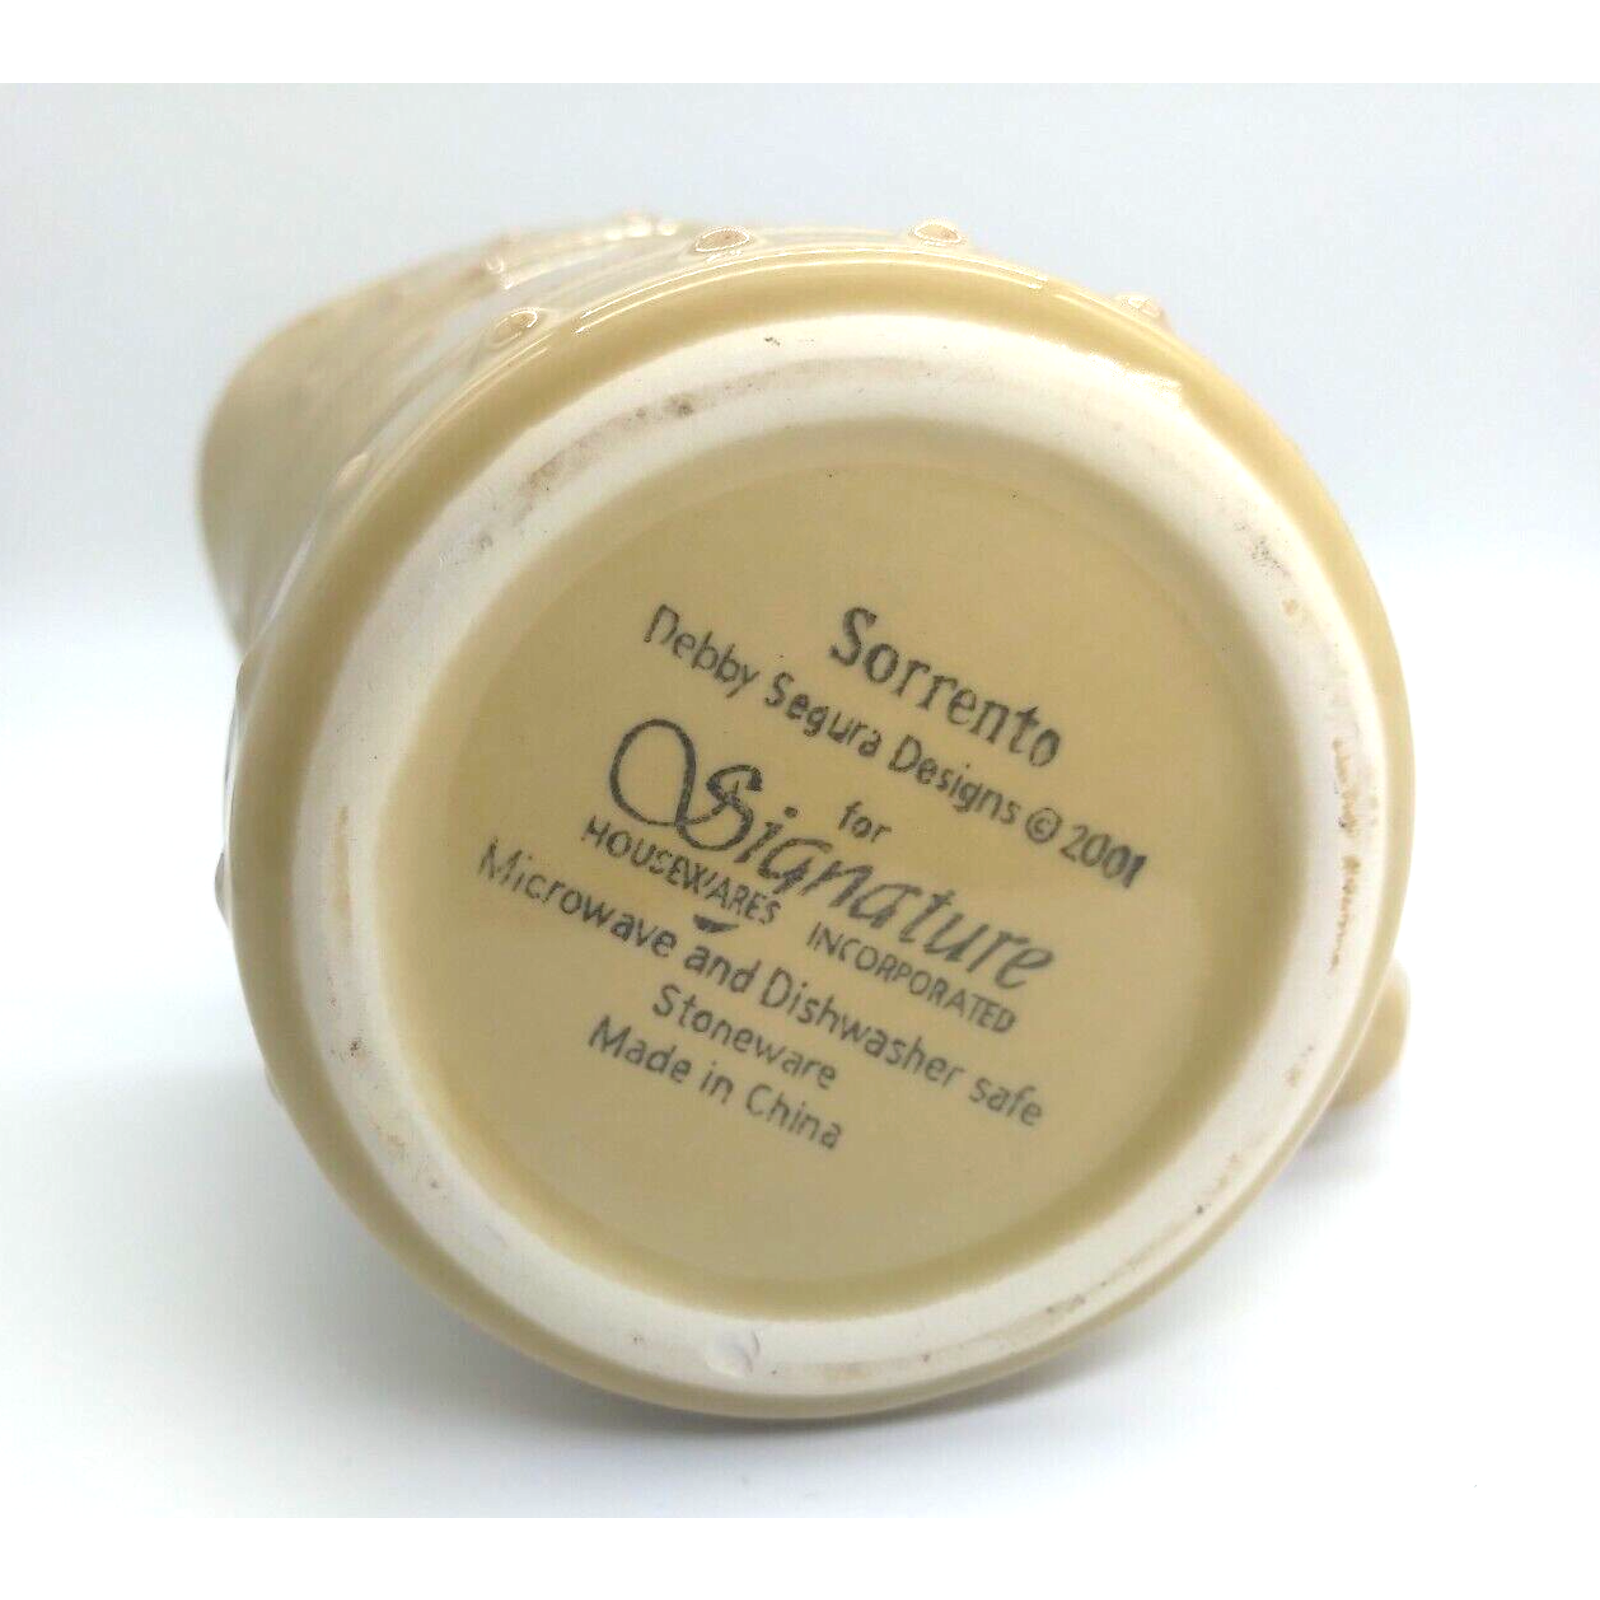 Sorrento
Debby Segura Designs © 2001
for
Signature
HOUSEWARES INCORPORATED
Microwave and Dishwasher safe
Stoneware
Made in China